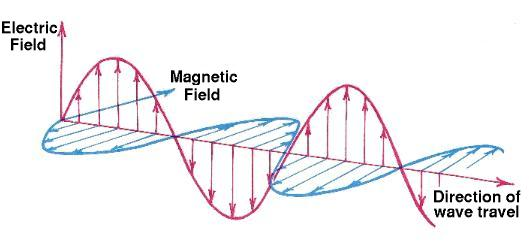 Electric
Field
Magnetic
Field
Direction of
wave travel